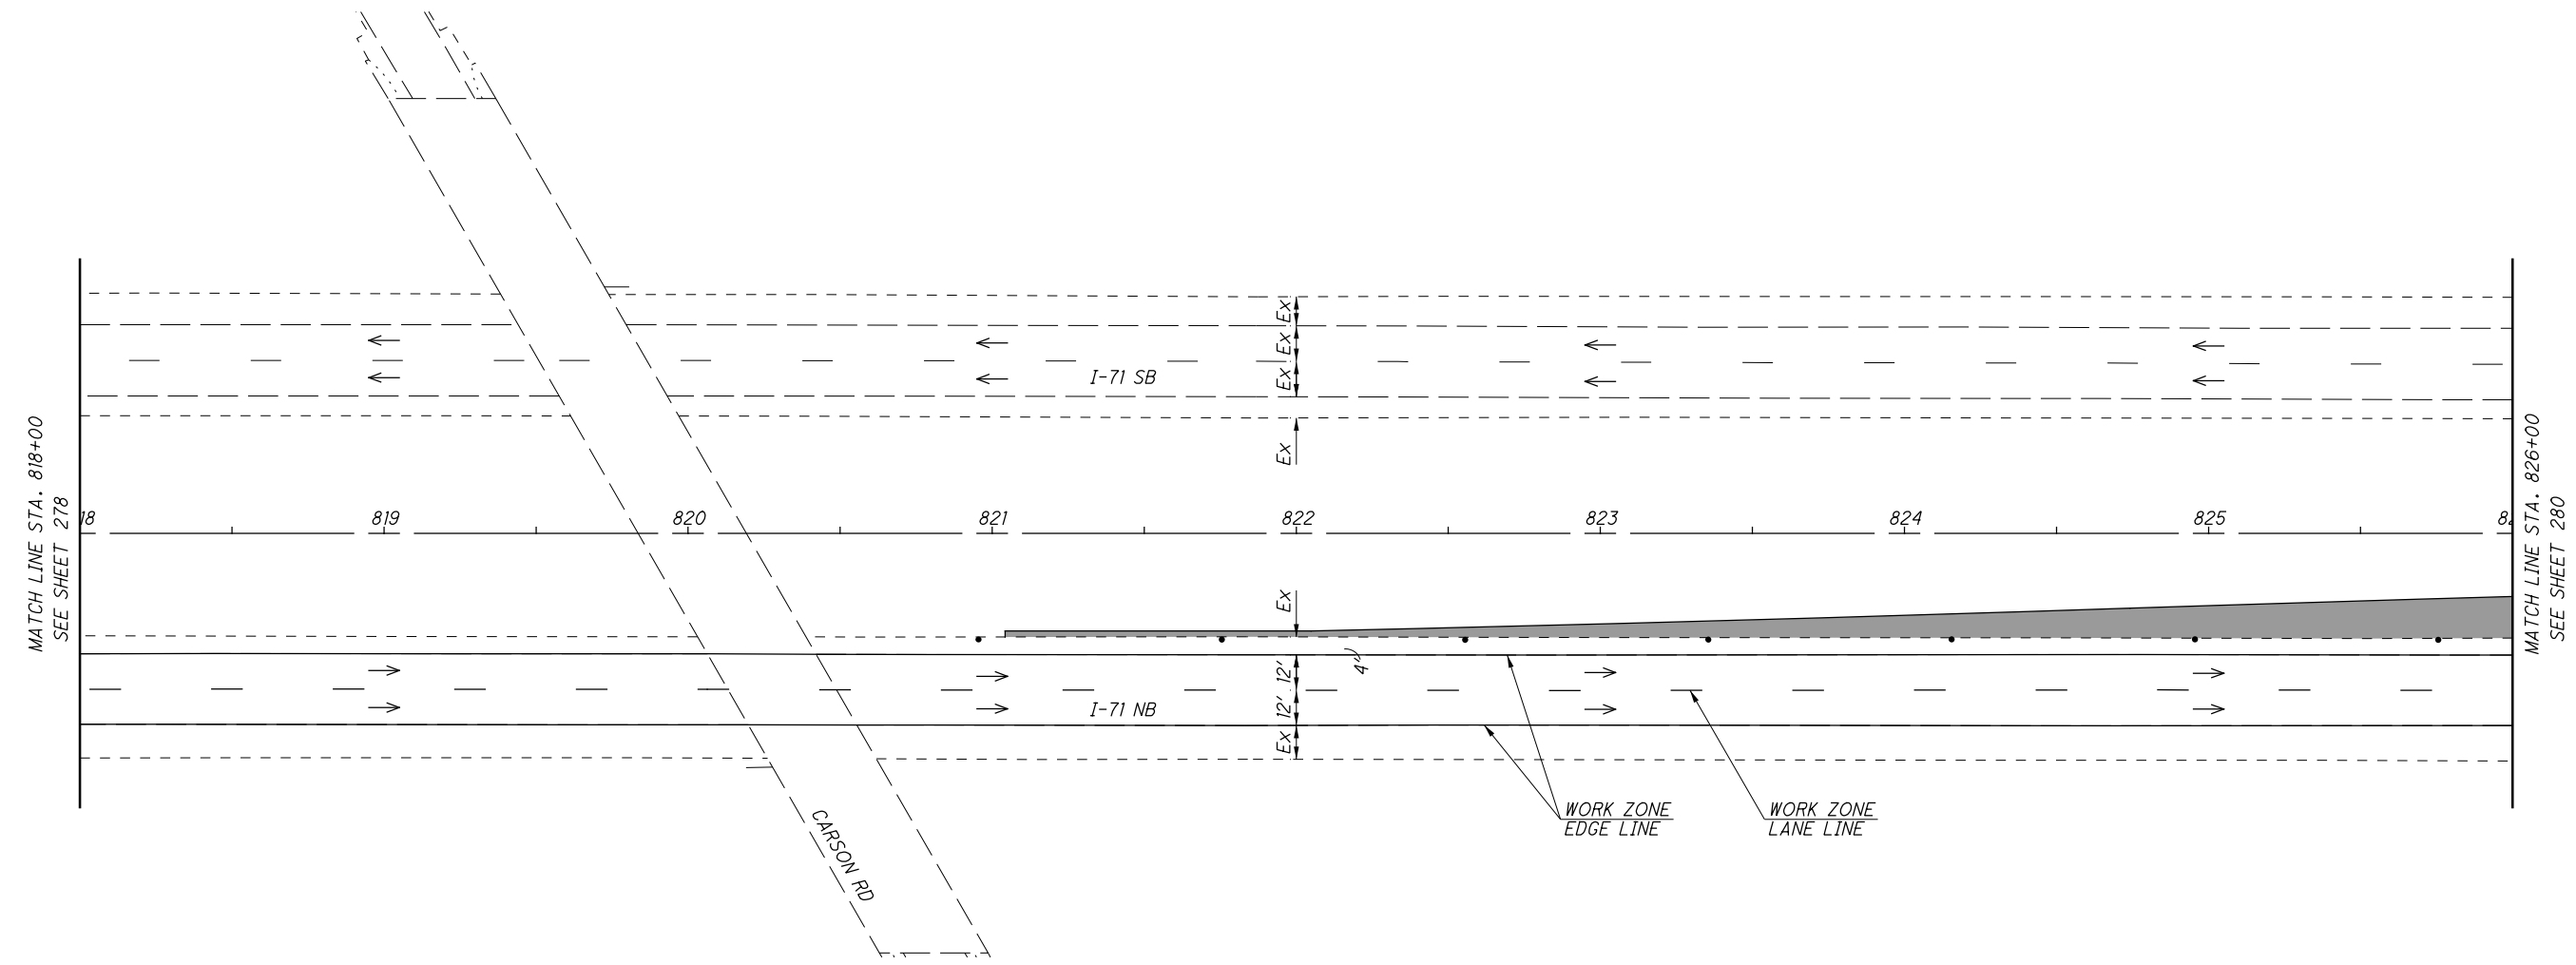 MATCH LINE STA. 818+00
SEE SHEET 278
EX
EX
EX
I-71 SB
EX
18
819
820
821
822
823
824
825
82
EX
12'
4'
12'
I-71 NB
EX
WORK ZONE
EDGE LINE
WORK ZONE
LANE LINE
CARSON RD
MATCH LINE STA. 826+00
SEE SHEET 280